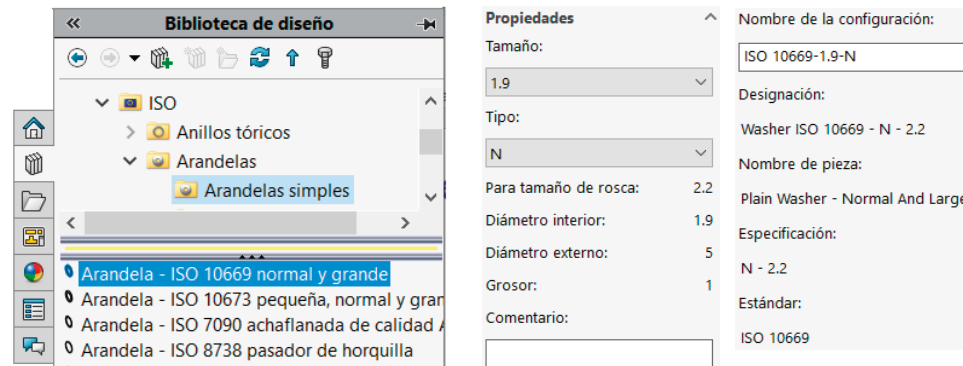 Biblioteca de diseño
ISO
Anillos tóricos
Arandelas
Arandelas simples
Arandela - ISO 10669 normal y grande
Arandela - ISO 10673 pequeña, normal y gran
Arandela - ISO 7090 achaflanada de calidad
Arandela - ISO 8738 pasador de horquilla
Propiedades
Tamaño:
1.9
Tipo:
N
Para tamaño de rosca: 2.2
Diámetro interior: 1.9
Diámetro externo: 5
Grosor: 1
Comentario:
Nombre de la configuración:
ISO 10669-1.9-N
Designación:
Washer ISO 10669 - N - 2.2
Nombre de pieza:
Plain Washer - Normal And Large
Especificación:
N - 2.2
Estándar:
ISO 10669